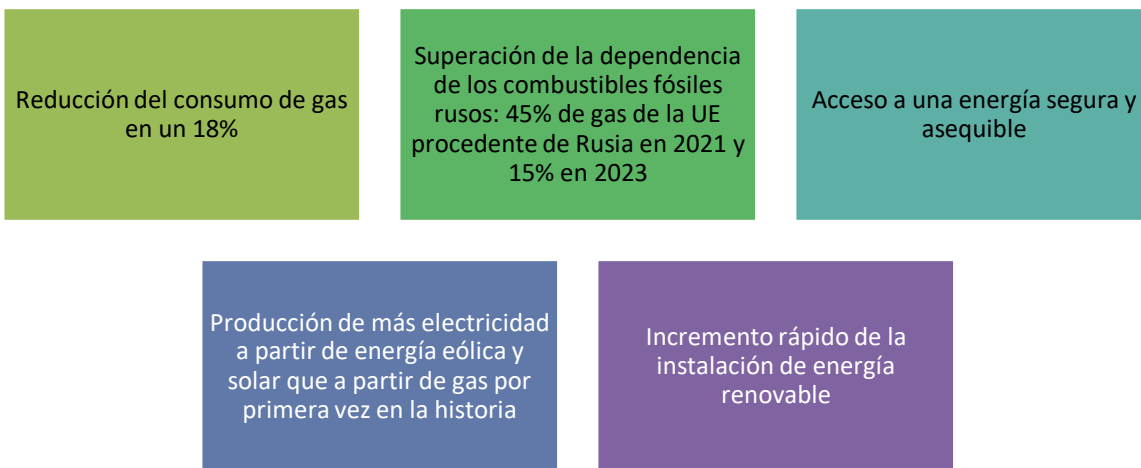 Reducción del consumo de gas
en un 18%
Superación de la dependencia
de los combustibles fósiles
rusos: 45% de gas de la UE
procedente de Rusia en 2021 y
15% en 2023
Acceso a una energía segura y
asequible
Producción de más electricidad
a partir de energía eólica y
solar que a partir de gas por
primera vez en la historia
Incremento rápido de la
instalación de energía
renovable